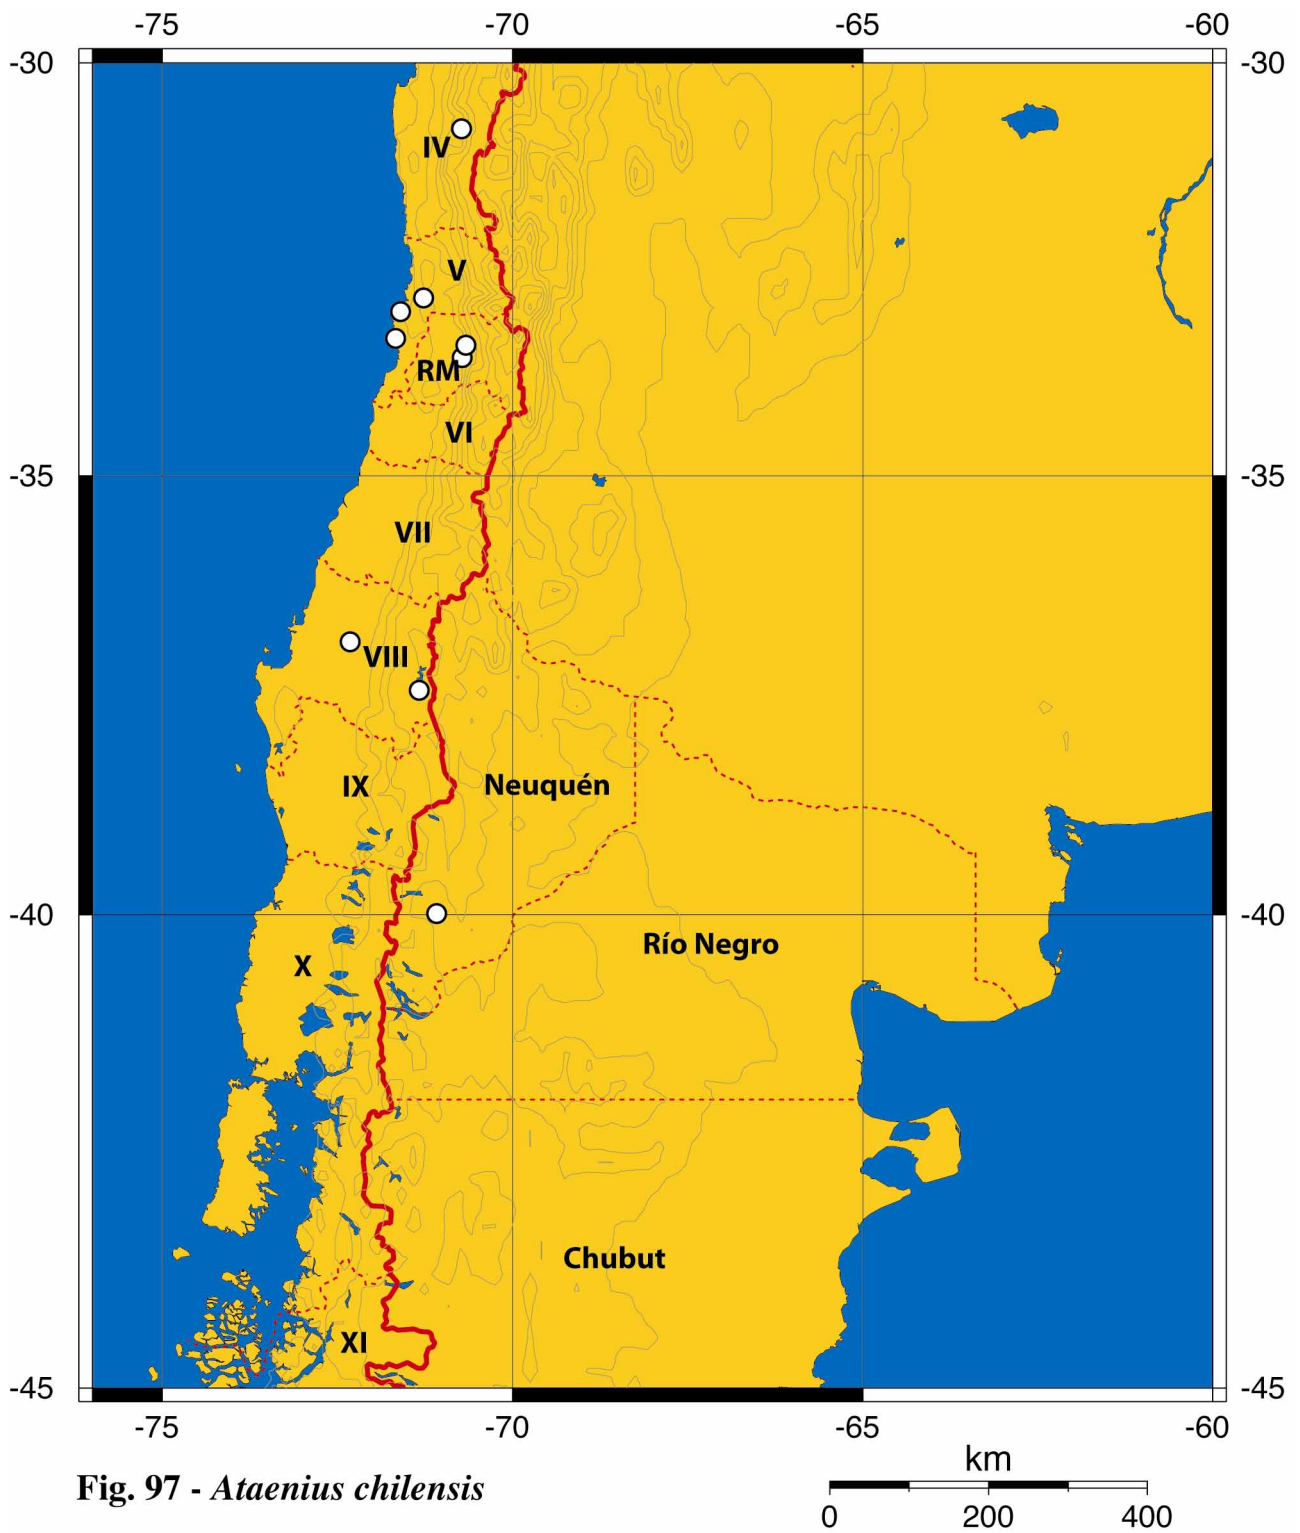 -75 -70 -65 -60
-30 -30
IV
V
RM
VI
-35 -35
VII
VIII
IX Neuquén
-40 -40
Río Negro
X
Chubut
XI
-45 -45
-75 -70 -65 -60
km
Fig. 97 - Ataenius chilensis
0 200 400